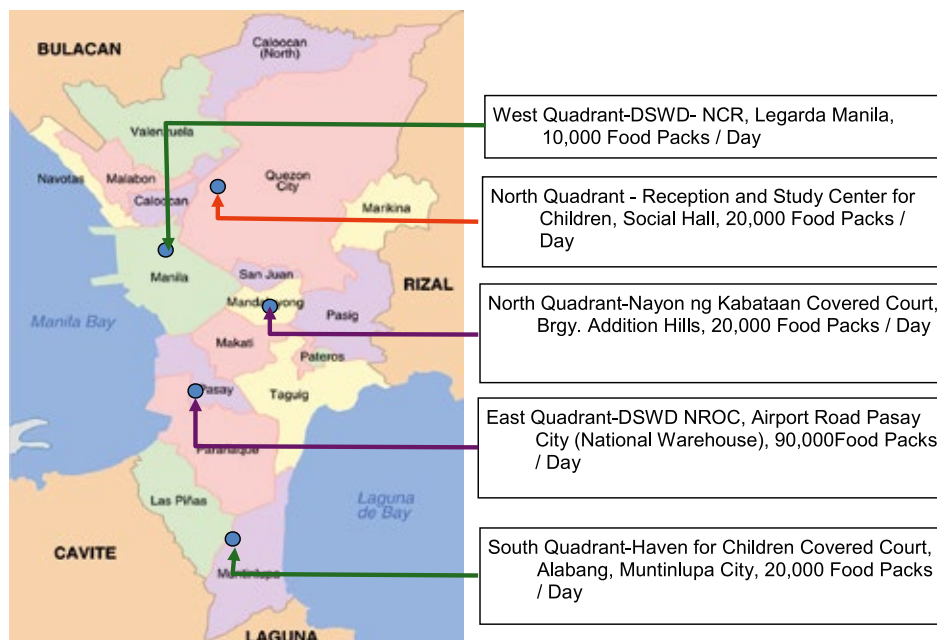 BULACAN
Caloocan
(North)
Valenzuela
Navotas
Malabon
Caloocan
Quezon
City
Marikina
Manila
San Juan
RIZAL
Manila Bay
Mandaluyong
Pasig
Makati
Pateros
Pasay
Taguig
Paranaque
Las Piñas
Laguna
de Bay
CAVITE
Muntinlupa
LAGUNA
West Quadrant-DSWD- NCR, Legarda Manila,
10,000 Food Packs / Day
North Quadrant - Reception and Study Center for
Children, Social Hall, 20,000 Food Packs /
Day
North Quadrant-Nayon ng Kabataan Covered Court,
Brgy. Addition Hills, 20,000 Food Packs / Day
East Quadrant-DSWD NROC, Airport Road Pasay
City (National Warehouse), 90,000Food Packs
/ Day
South Quadrant-Haven for Children Covered Court,
Alabang, Muntinlupa City, 20,000 Food Packs
/ Day